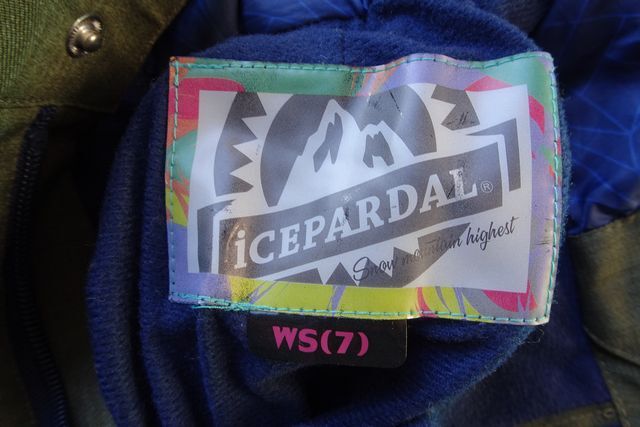 iCEPARDAL®
Snow mountain highest
WS(7)